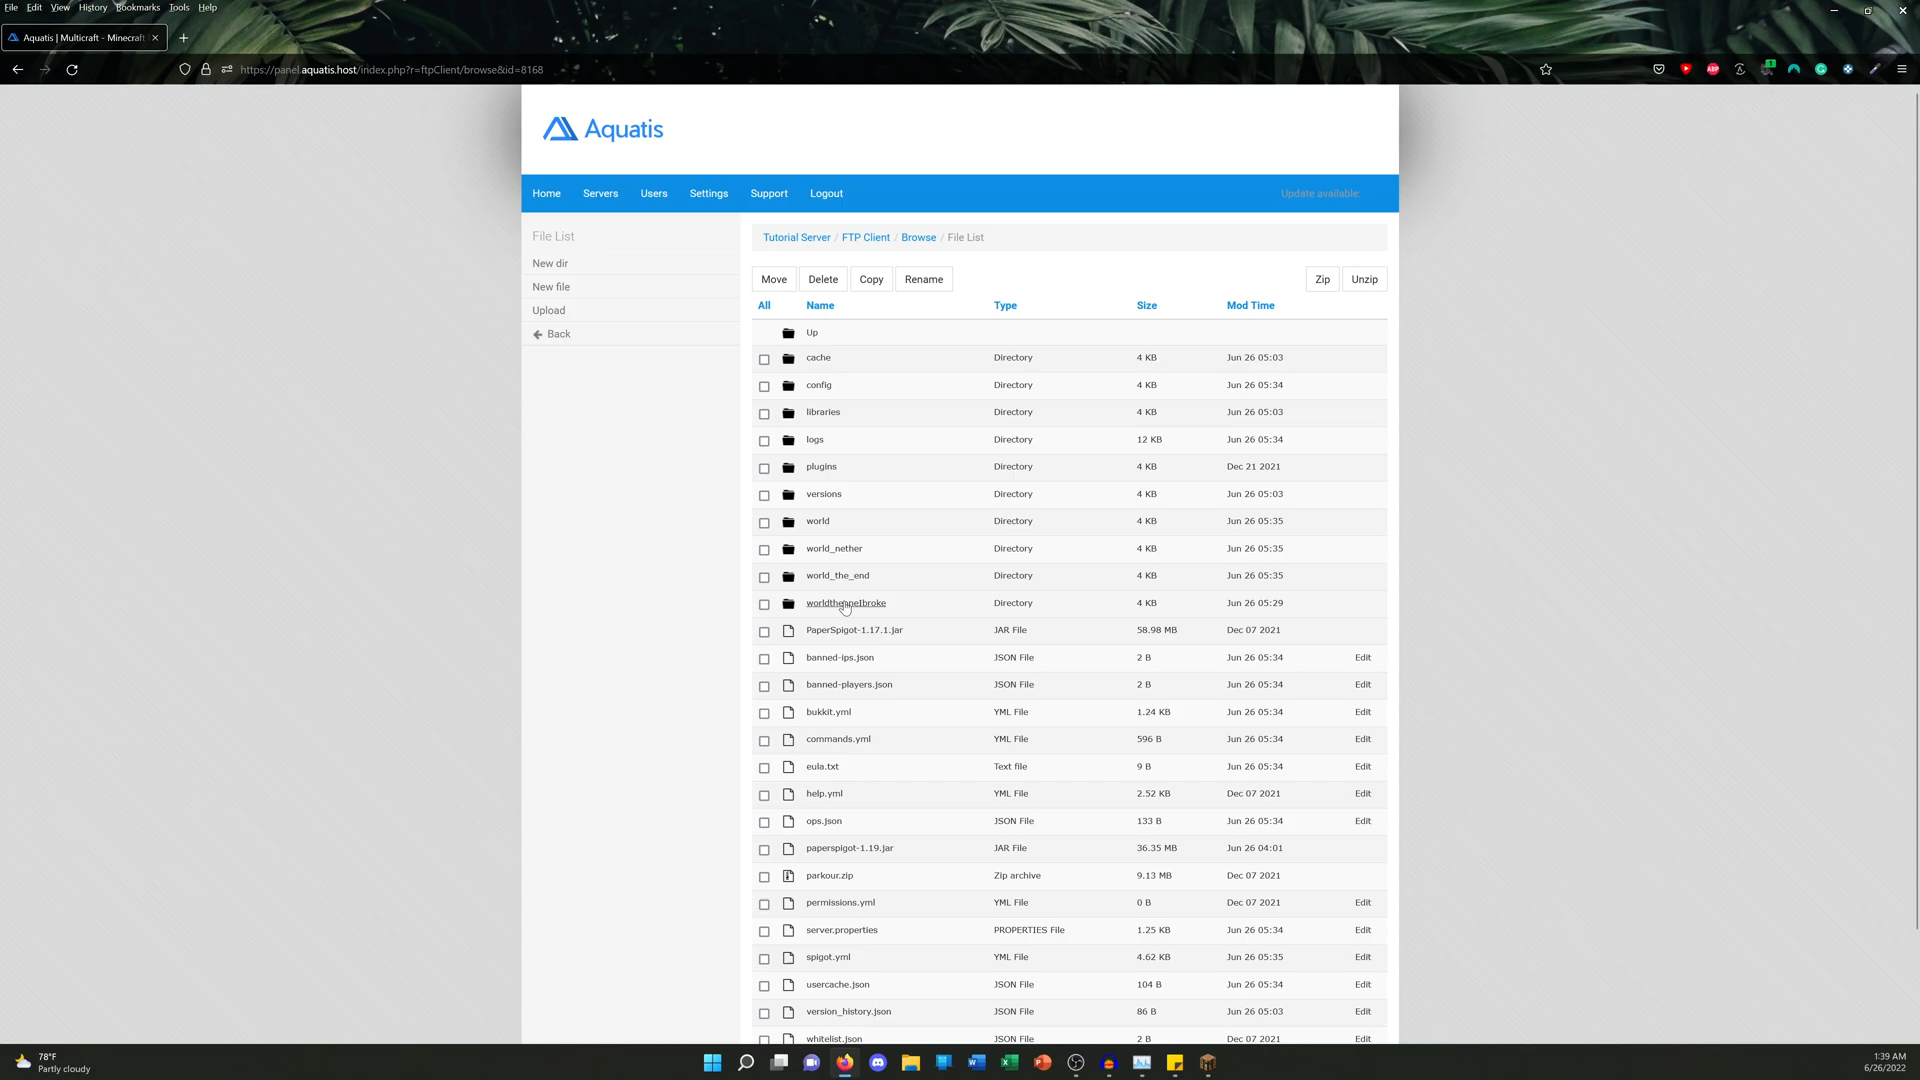 File Edit View History Bookmarks Tools Help
Aquatis | Multicraft - Minecraft
https://panel.aquatis.host/index.php?r=ftpClient/browse&id=8168
Aquatis
Home Servers Users Settings Support Logout Update available:
File List
New dir
New file
Upload
Back
Tutorial Server / FTP Client / Browse / File List
Move Delete Copy Rename Zip Unzip
All Name Type Size Mod Time
Up
cache Directory 4 KB Jun 26 05:03
config Directory 4 KB Jun 26 05:34
libraries Directory 4 KB Jun 26 05:03
logs Directory 12 KB Jun 26 05:34
plugins Directory 4 KB Dec 21 2021
versions Directory 4 KB Jun 26 05:03
world Directory 4 KB Jun 26 05:35
world_nether Directory 4 KB Jun 26 05:35
world_the_end Directory 4 KB Jun 26 05:35
worldtheoneIbroke Directory 4 KB Jun 26 05:29
PaperSpigot-1.17.1.jar JAR File 58.98 MB Dec 07 2021
banned-ips.json JSON File 2 B Jun 26 05:34 Edit
banned-players.json JSON File 2 B Jun 26 05:34 Edit
bukkit.yml YML File 1.24 KB Jun 26 05:34 Edit
commands.yml YML File 596 B Jun 26 05:34 Edit
eula.txt Text file 9 B Jun 26 05:34 Edit
help.yml YML File 2.52 KB Dec 07 2021 Edit
ops.json JSON File 133 B Jun 26 05:34 Edit
paperspigot-1.19.jar JAR File 36.35 MB Jun 26 04:01
parkour.zip Zip archive 9.13 MB Dec 07 2021
permissions.yml YML File 0 B Dec 07 2021 Edit
server.properties PROPERTIES File 1.25 KB Jun 26 05:34 Edit
spigot.yml YML File 4.62 KB Jun 26 05:35 Edit
usercache.json JSON File 104 B Jun 26 05:34 Edit
version_history.json JSON File 86 B Jun 26 05:03 Edit
whitelist.json JSON File 2 B Dec 07 2021 Edit
78°F
Partly cloudy
1:39 AM
6/26/2022